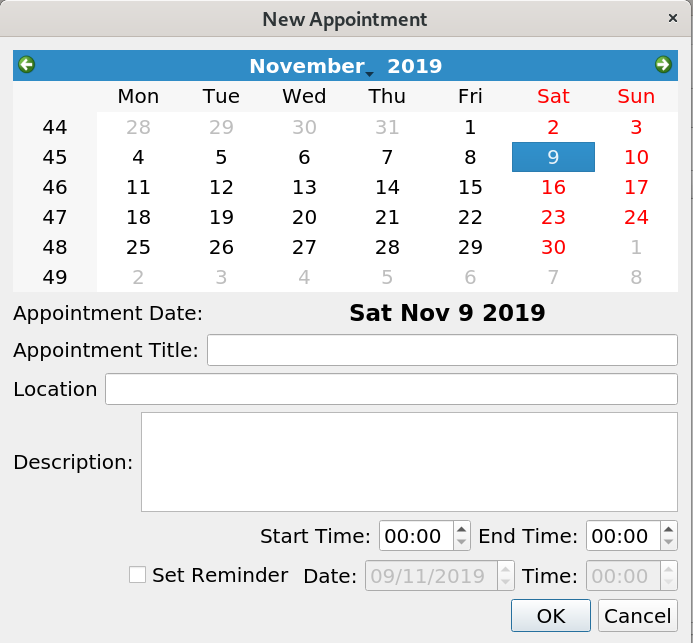 New Appointment ×
November 2019
Mon Tue Wed Thu Fri Sat Sun
44 28 29 30 31 1 2 3
45 4 5 6 7 8 9 10
46 11 12 13 14 15 16 17
47 18 19 20 21 22 23 24
48 25 26 27 28 29 30 1
49 2 3 4 5 6 7 8
Appointment Date: Sat Nov 9 2019
Appointment Title:
Location
Description:
Start Time: 00:00 End Time: 00:00
Set Reminder Date: 09/11/2019 Time: 00:00
OK Cancel